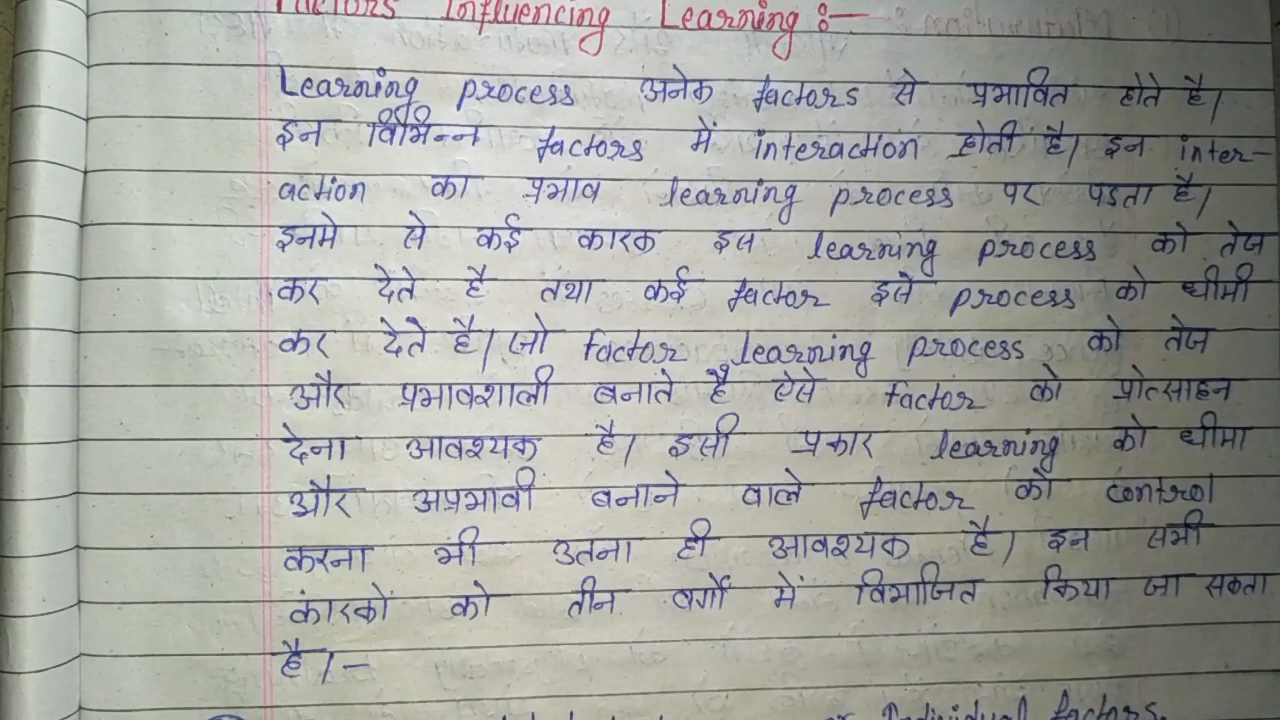 Factors Influencing Learning :-
Learning process अनेक factors से प्रभावित होते है।
इन विभिन्न factors में interaction होती है। इन inter-
action का प्रभाव learning process पर पडता है।
इनमे से कई कारक इस learning process को तेज
कर देते है तथा कई factor इसे process को धीमी
कर देते है। जो factor learning process को तेज
और प्रभावशाली बनाते है ऐसे factor को प्रोत्साहन
देना आवश्यक है। इसी प्रकार learning को धीमा
और अप्रभावी बनाने वाले factor को control
करना भी उतना ही आवश्यक है। इन सभी
कारकों को तीन वर्गों में विभाजित किया जा सकता
है।-
Individual factors.